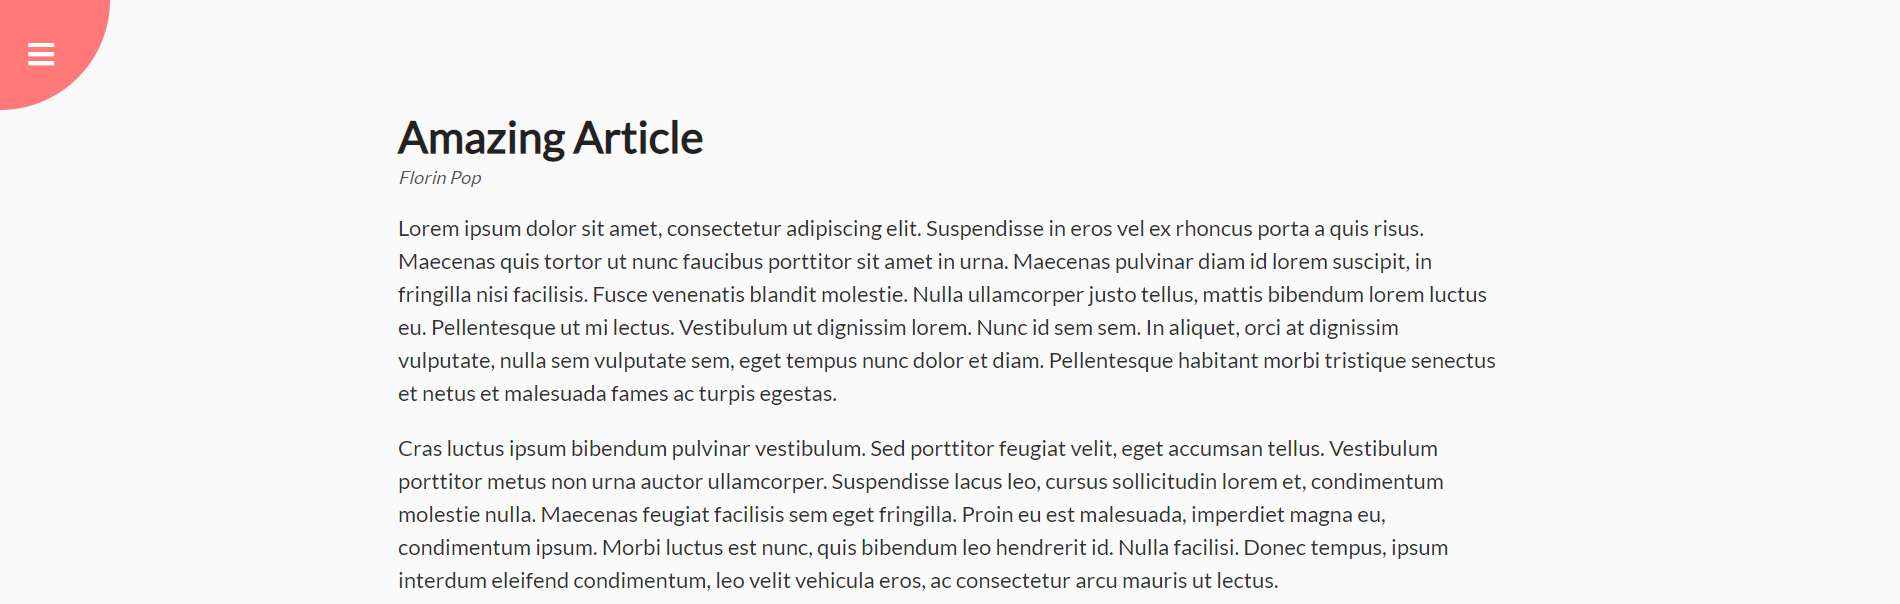 Amazing Article
Florin Pop
Lorem ipsum dolor sit amet, consectetur adipiscing elit. Suspendisse in eros vel ex rhoncus porta a quis risus.
Maecenas quis tortor ut nunc faucibus porttitor sit amet in urna. Maecenas pulvinar diam id lorem suscipit, in
fringilla nisi facilisis. Fusce venenatis blandit molestie. Nulla ullamcorper justo tellus, mattis bibendum lorem luctus
eu. Pellentesque ut mi lectus. Vestibulum ut dignissim lorem. Nunc id sem sem. In aliquet, orci at dignissim
vulputate, nulla sem vulputate sem, eget tempus nunc dolor et diam. Pellentesque habitant morbi tristique senectus
et netus et malesuada fames ac turpis egestas.
Cras luctus ipsum bibendum pulvinar vestibulum. Sed porttitor feugiat velit, eget accumsan tellus. Vestibulum
porttitor metus non urna auctor ullamcorper. Suspendisse lacus leo, cursus sollicitudin lorem et, condimentum
molestie nulla. Maecenas feugiat facilisis sem eget fringilla. Proin eu est malesuada, imperdiet magna eu,
condimentum ipsum. Morbi luctus est nunc, quis bibendum leo hendrerit id. Nulla facilisi. Donec tempus, ipsum
interdum eleifend condimentum, leo velit vehicula eros, ac consectetur arcu mauris ut lectus.